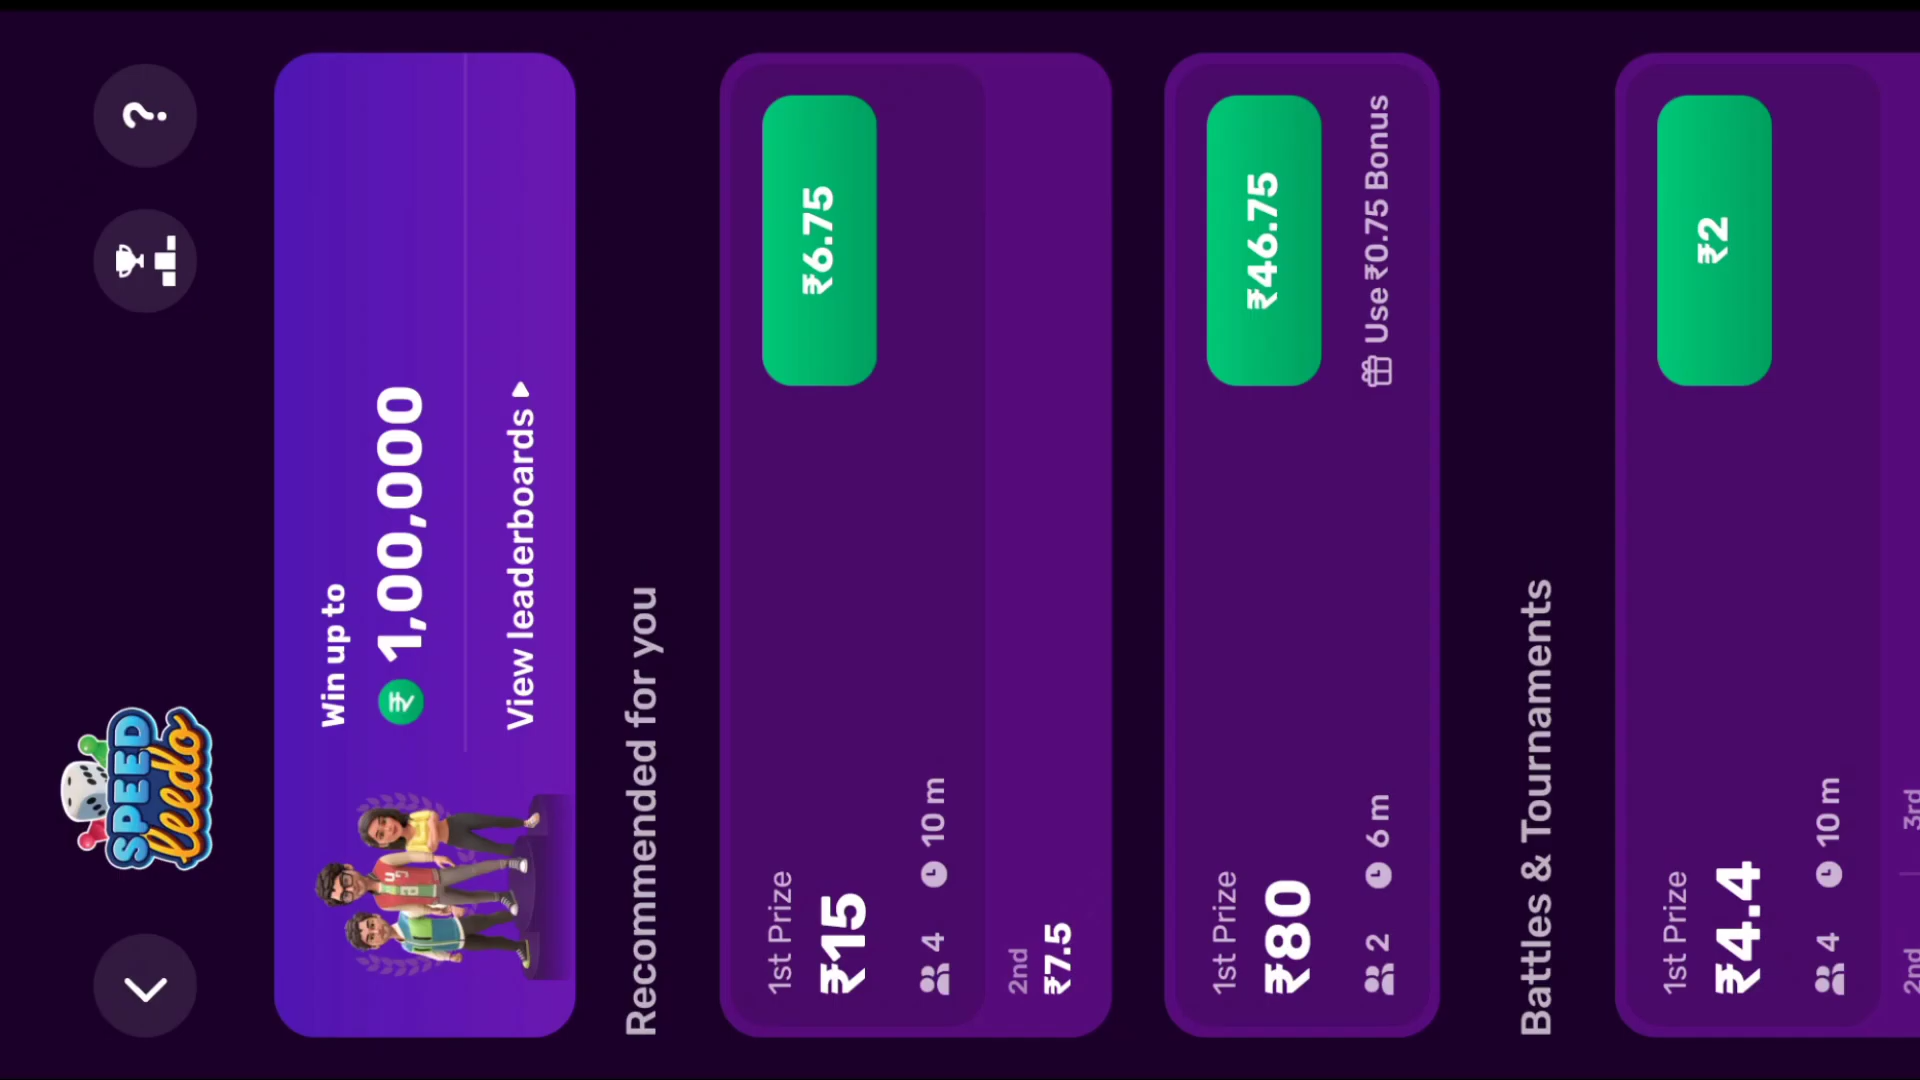 SPEED
leedo
?
Win up to
₹ 1,00,000
View leaderboards
Recommended for you
1st Prize
₹15
₹6.75
4 10 m
2nd
₹7.5
1st Prize
₹80
₹46.75
2 6 m
Use ₹0.75 Bonus
Battles & Tournaments
1st Prize
₹4.4
₹2
4 10 m
2nd 3rd